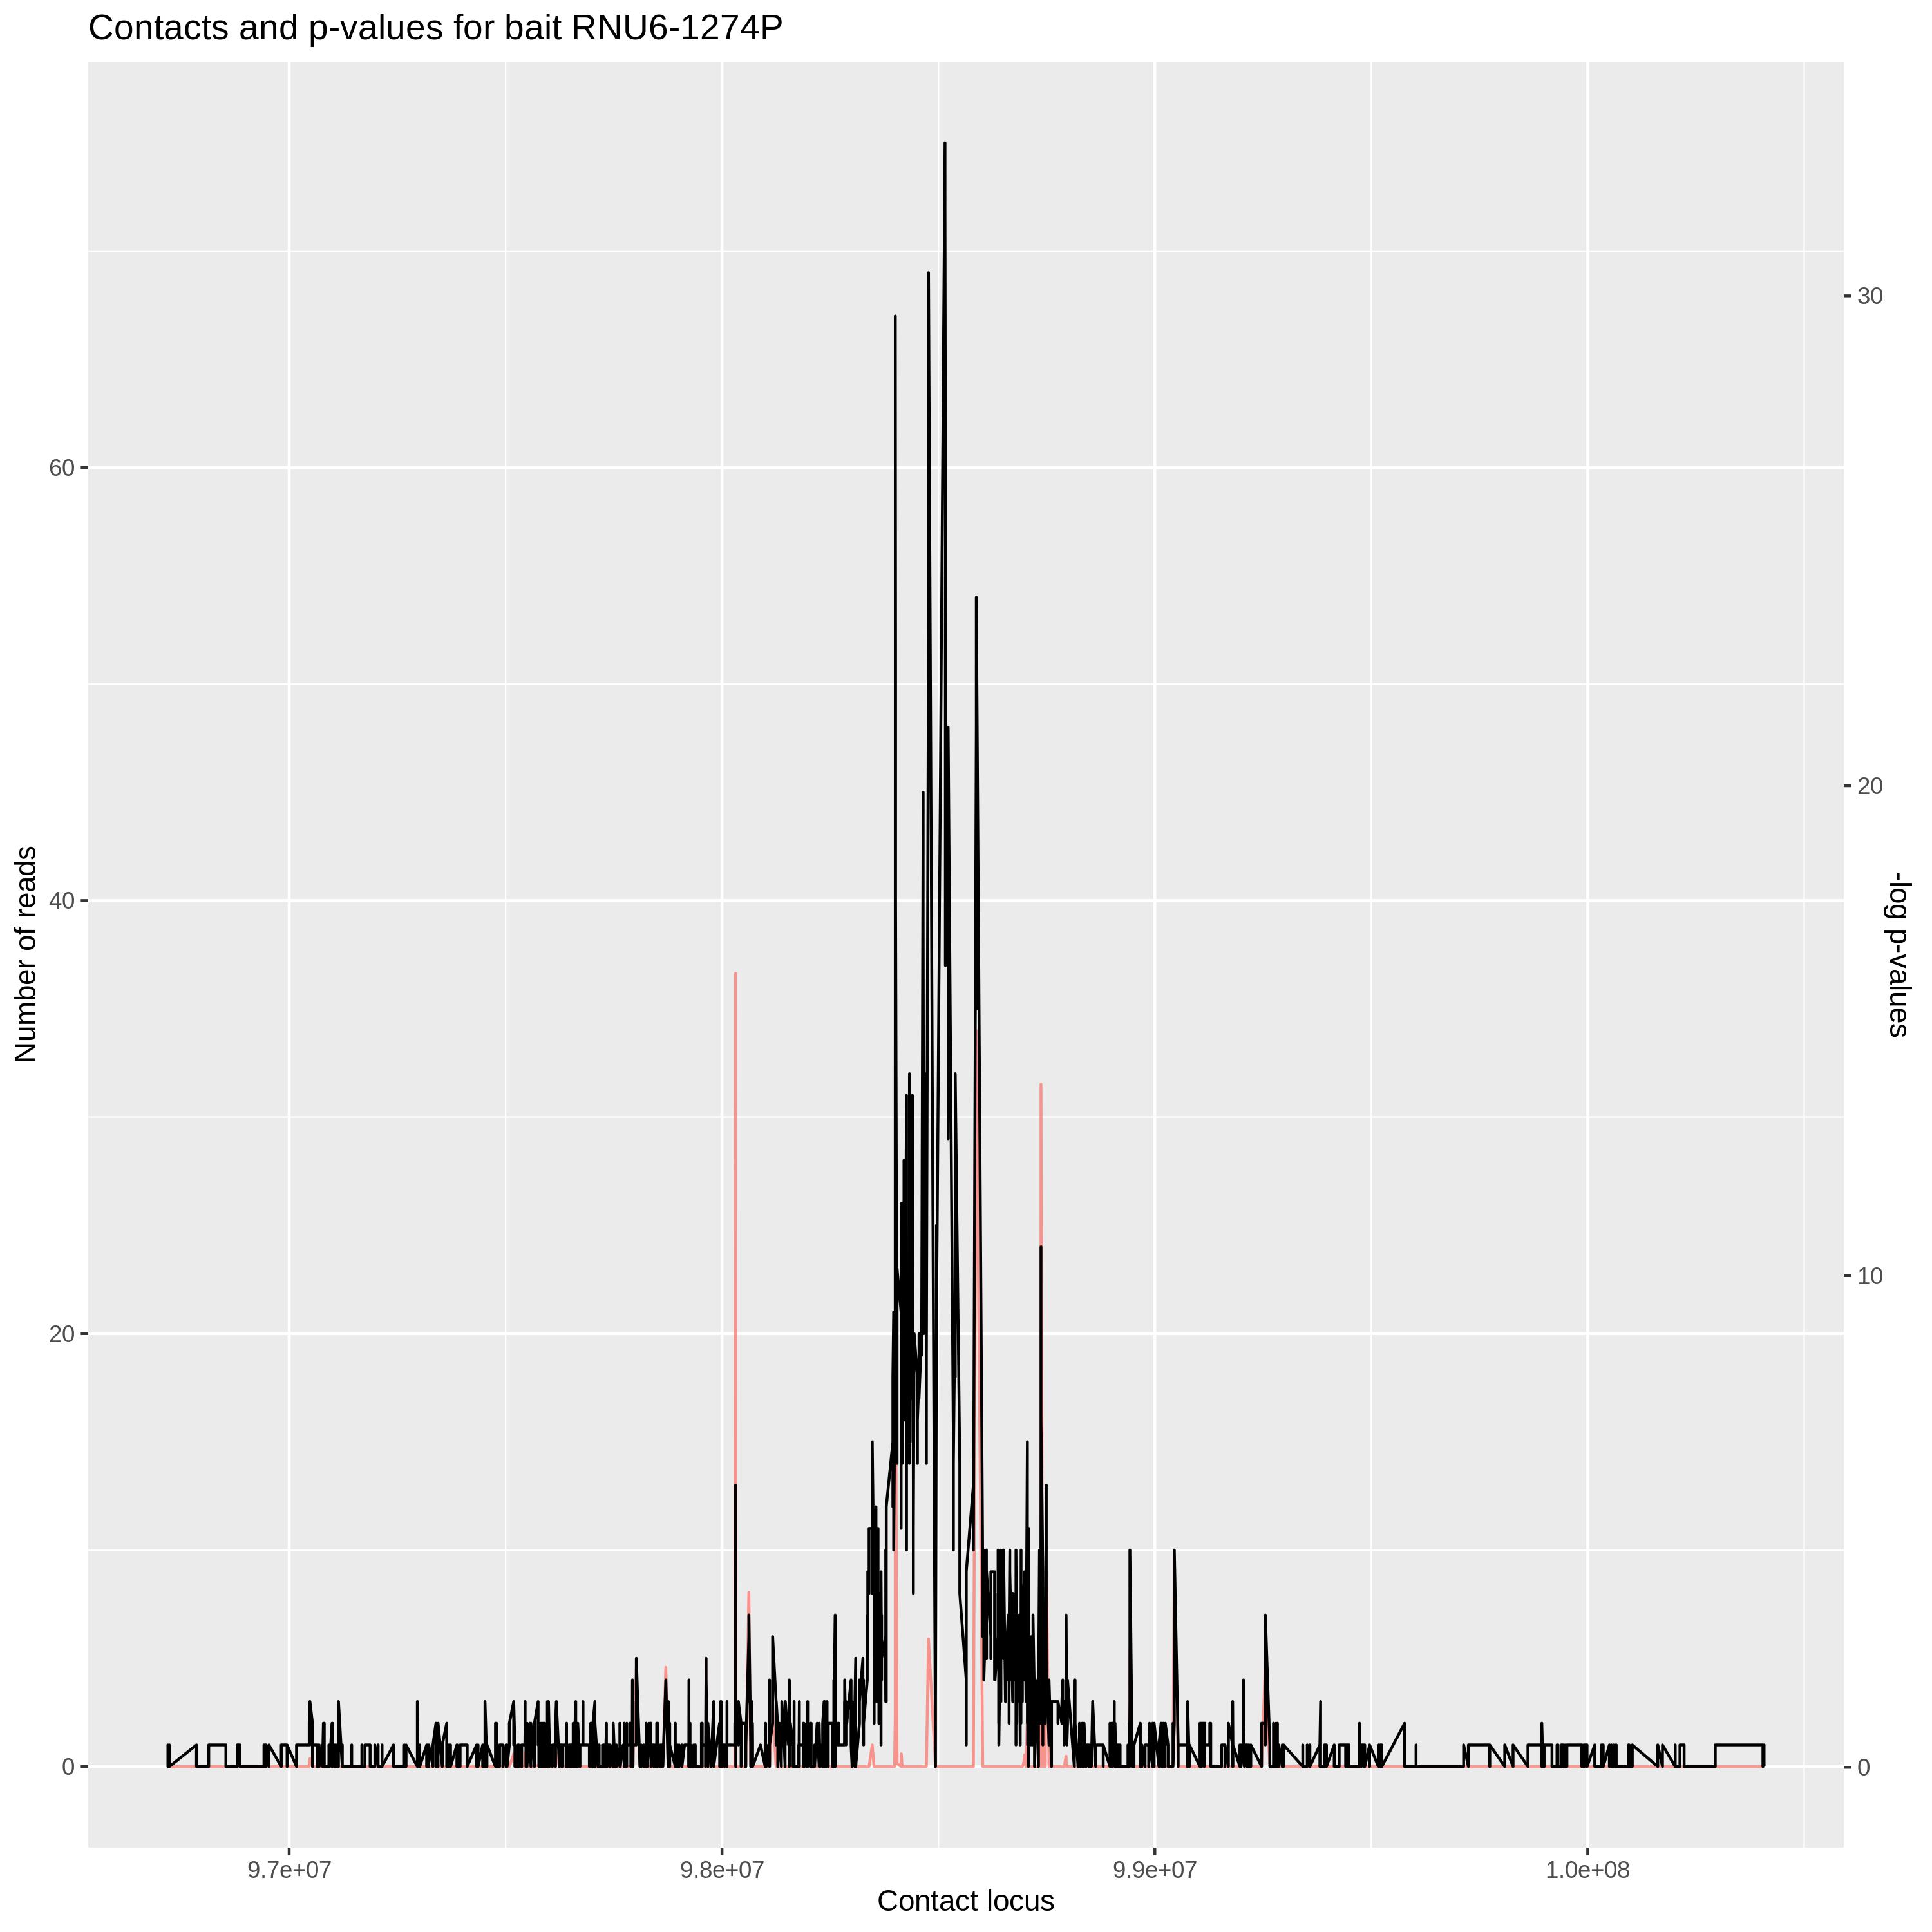 Contacts and p-values for bait RNU6-1274P
Number of reads
60
40
20
0
30
20
10
0
-log p-values
9.7e+07 9.8e+07 9.9e+07 1.0e+08
Contact locus